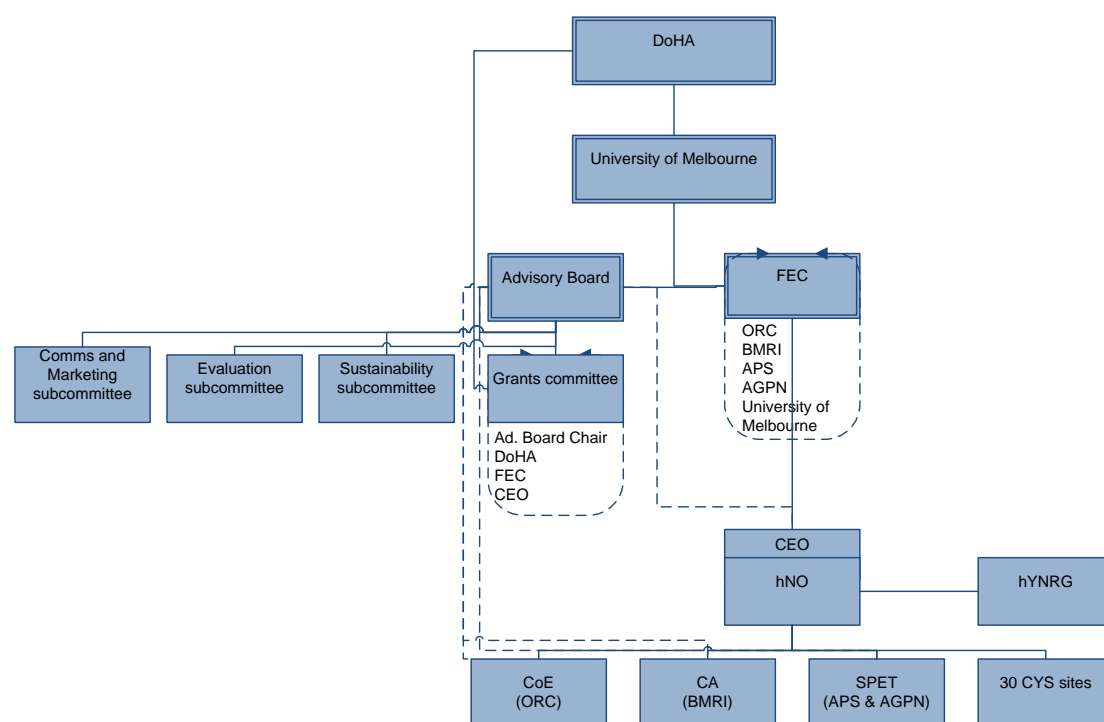 DoHA
University of Melbourne
Advisory Board
FEC
ORC
BMRI
APS
AGPN
University of
Melbourne
Comms and
Marketing
subcommittee
Evaluation
subcommittee
Sustainability
subcommittee
Grants committee
Ad. Board Chair
DoHA
FEC
CEO
CEO
hNO
hYNRG
CoE
(ORC)
CA
(BMRI)
SPET
(APS & AGPN)
30 CYS sites